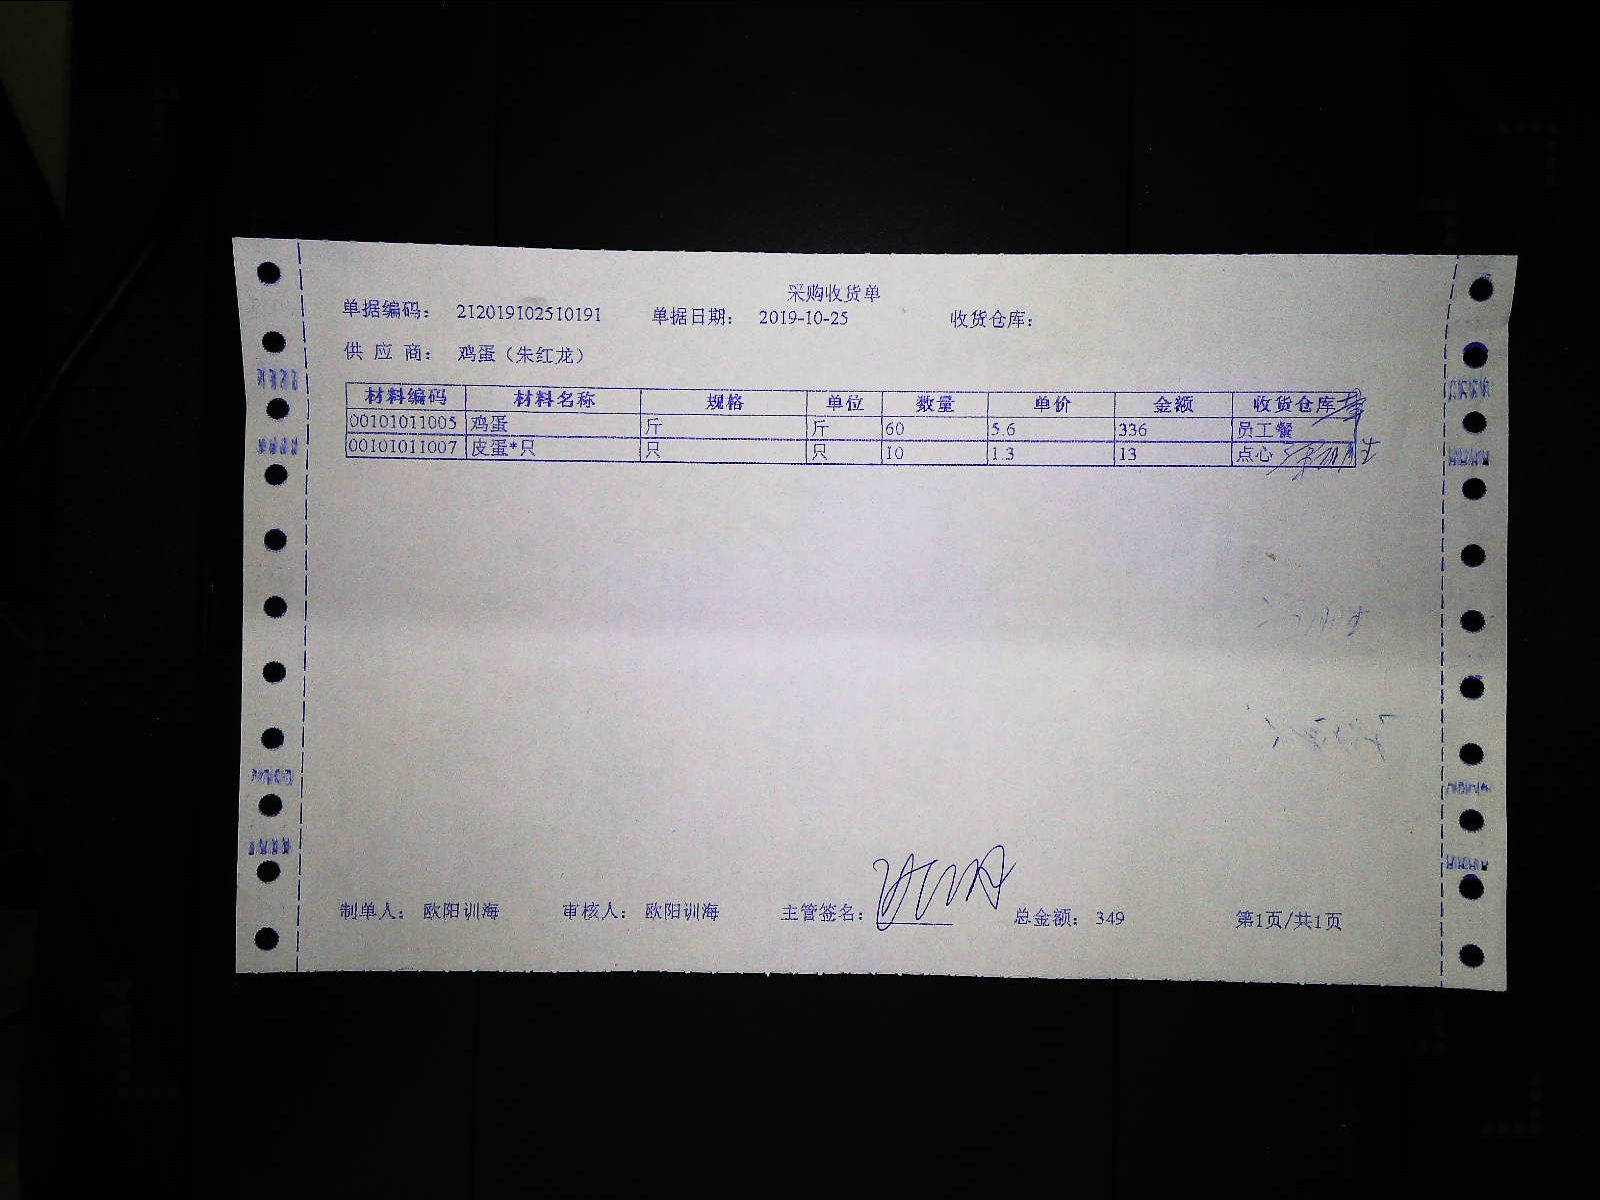 采购收货单
单据编码： 212019102510191 单据日期： 2019-10-25 收货仓库：
供 应 商： 鸡蛋（朱红龙）
材料编码 材料名称 规格 单位 数量 单价 金额 收货仓库
00101011005 鸡蛋 斤 斤 60 5.6 336 员工餐
00101011007 皮蛋*只 只 只 10 1.3 13 点心
制单人： 欧阳训海 审核人： 欧阳训海 主管签名： 总金额： 349 第1页/共1页